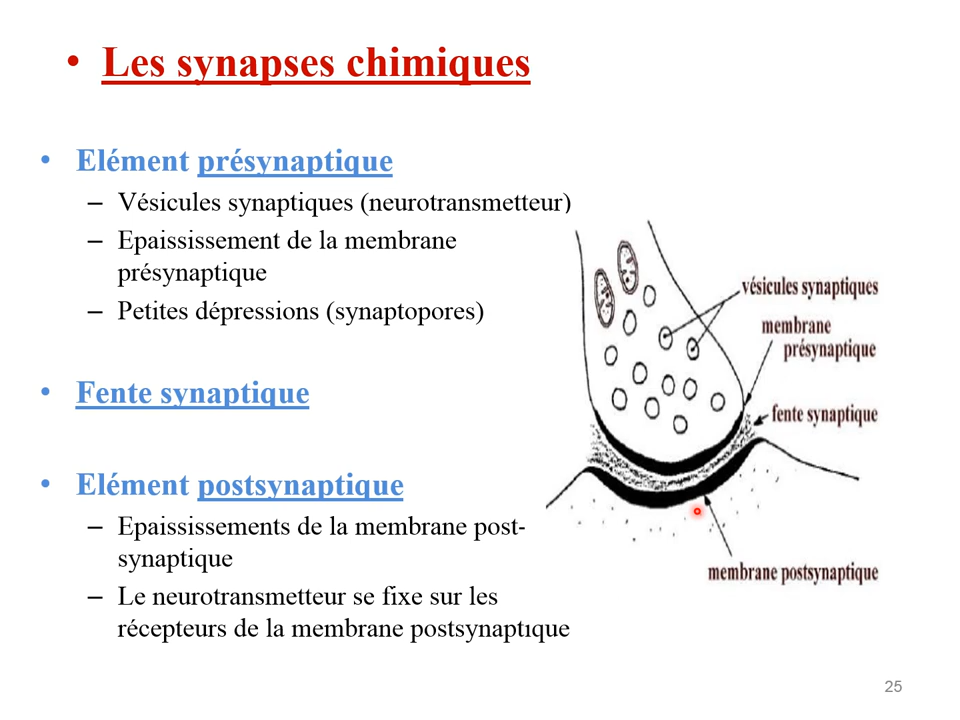 • Les synapses chimiques
• Elément présynaptique
– Vésicules synaptiques (neurotransmetteur)
– Epaississement de la membrane
présynaptique
– Petites dépressions (synaptopores)
• Fente synaptique
• Elément postsynaptique
– Epaississements de la membrane post-
synaptique
– Le neurotransmetteur se fixe sur les
récepteurs de la membrane postsynaptique
vésicules synaptiques
membrane
présynaptique
fente synaptique
membrane postsynaptique
25